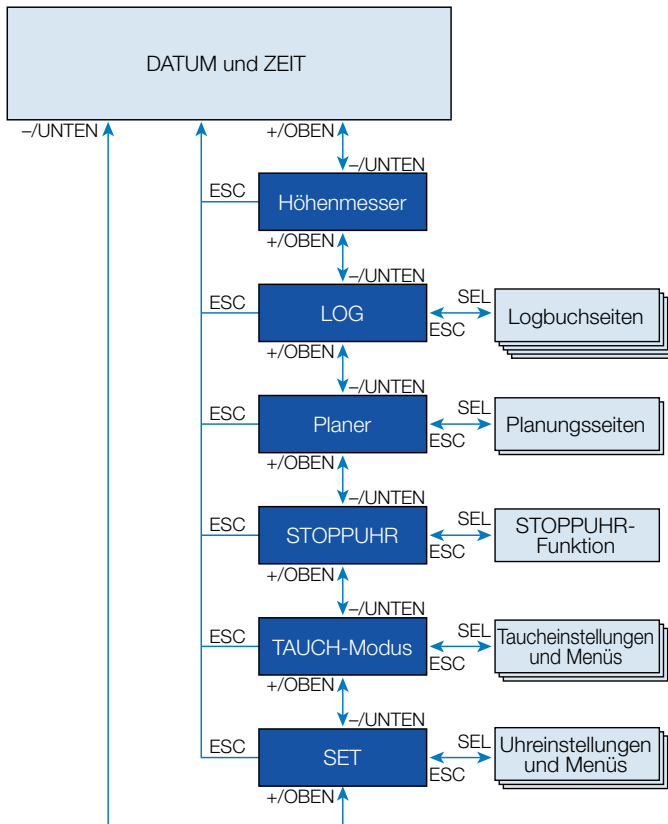 DATUM und ZEIT
–/UNTEN
+/OBEN
–/UNTEN
ESC
Höhenmesser
+/OBEN
–/UNTEN
ESC
LOG
SEL
ESC
Logbuchseiten
+/OBEN
–/UNTEN
ESC
Planer
SEL
ESC
Planungsseiten
+/OBEN
–/UNTEN
ESC
STOPPUHR
SEL
ESC
STOPPUHR-
Funktion
+/OBEN
–/UNTEN
ESC
TAUCH-Modus
SEL
ESC
Taucheinstellungen
und Menüs
+/OBEN
–/UNTEN
ESC
SET
SEL
ESC
Uhreinstellungen
und Menüs
+/OBEN